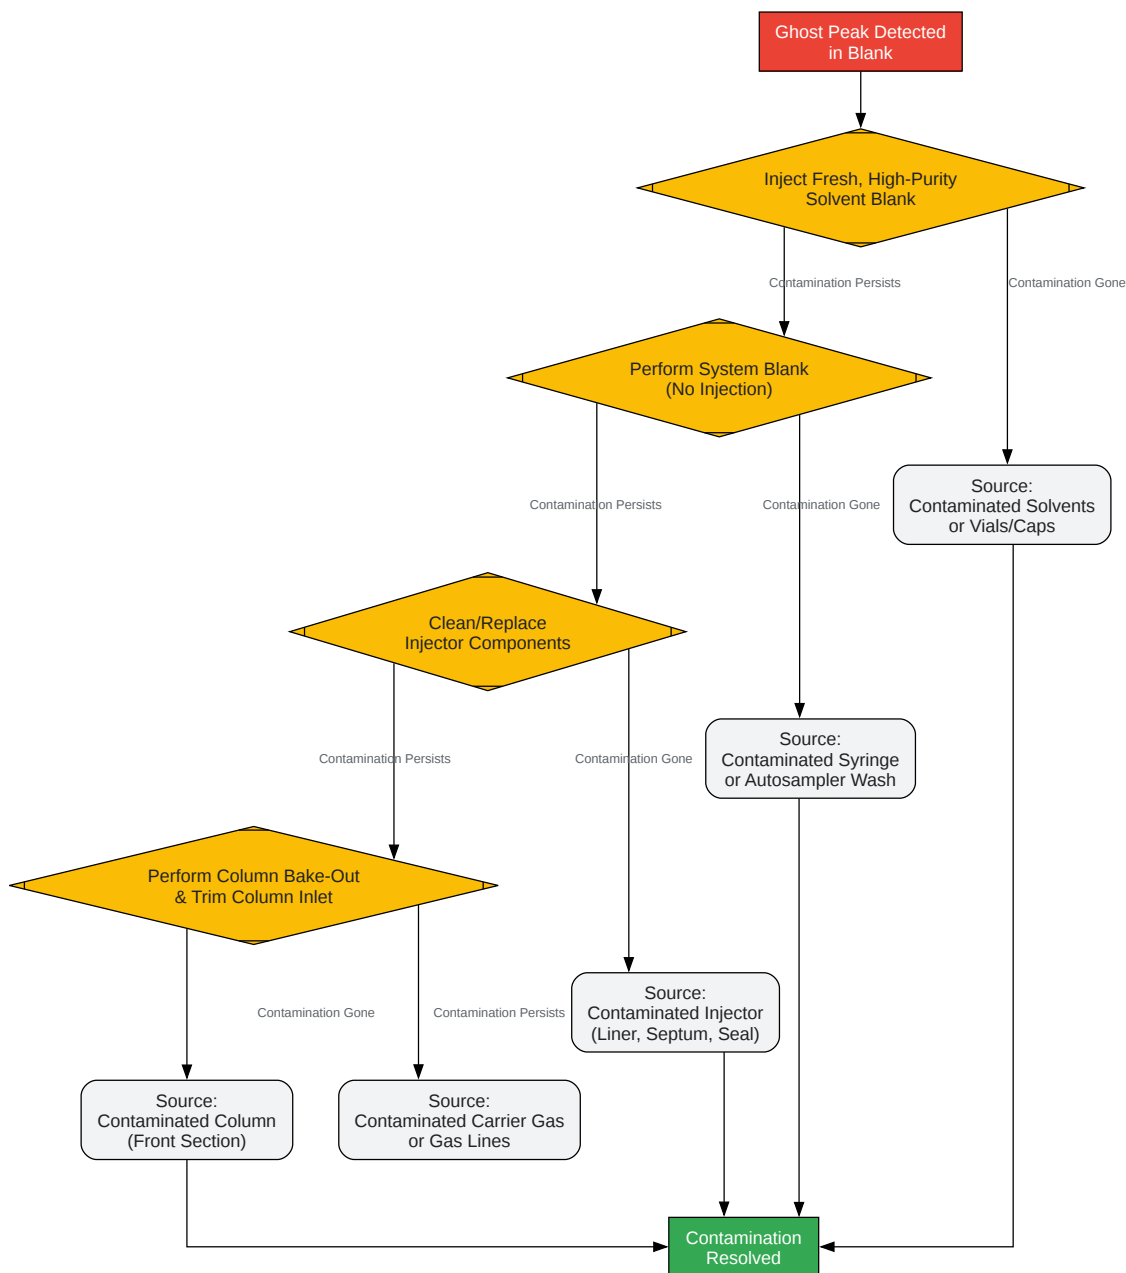 Ghost Peak Detected
in Blank
Inject Fresh, High-Purity
Solvent Blank
Contamination Persists
Contamination Gone
Perform System Blank
(No Injection)
Contamination Persists
Contamination Gone
Source:
Contaminated Solvents
or Vials/Caps
Clean/Replace
Injector Components
Contamination Persists
Contamination Gone
Source:
Contaminated Syringe
or Autosampler Wash
Perform Column Bake-Out
& Trim Column Inlet
Contamination Gone
Contamination Persists
Source:
Contaminated Injector
(Liner, Septum, Seal)
Source:
Contaminated Column
(Front Section)
Source:
Contaminated Carrier Gas
or Gas Lines
Contamination
Resolved